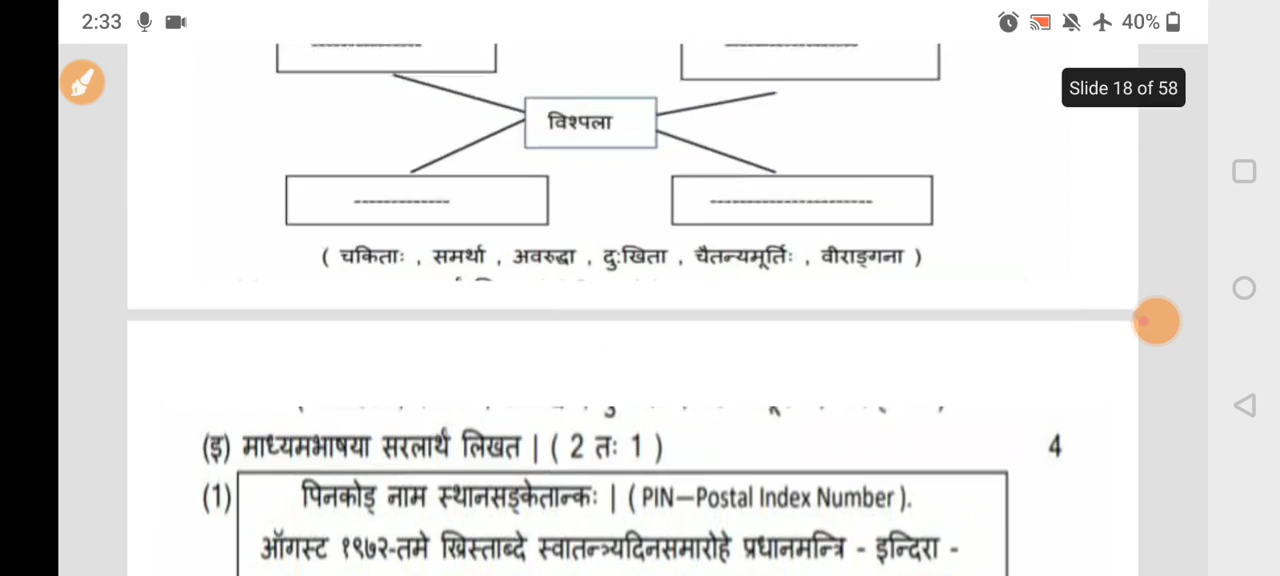 2:33
40%
Slide 18 of 58
विश्पला
( चकिताः , समर्था , अवरुद्धा , दुःखिता , चैतन्यमूर्तिः , वीराङ्गना )
(इ) माध्यमभाषया सरलार्थं लिखत | ( 2 तः 1 ) 4
(1) पिनकोड् नाम स्थानसङ्केतान्कः | ( PIN–Postal Index Number ).
ऑगस्ट १९७२-तमे ख्रिस्ताब्दे स्वातन्त्र्यदिनसमारोहे प्रधानमन्त्रि - इन्दिरा -